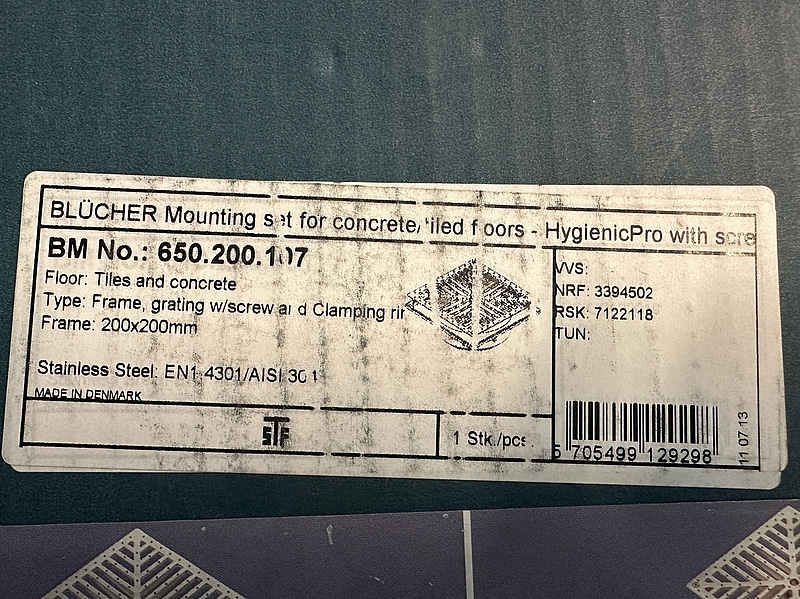 BLÜCHER Mounting set for concrete/tiled floors - HygienicPro with scre
BM No.: 650.200.107
Floor: Tiles and concrete
Type: Frame, grating w/screw and Clamping rin
Frame: 200x200mm
Stainless Steel: EN1.4301/AISI 304
MADE IN DENMARK
STF
1 Stk./pcs.
VVS:
NRF: 3394502
RSK: 7122118
TUN:
5 705499 129298
11 07 13